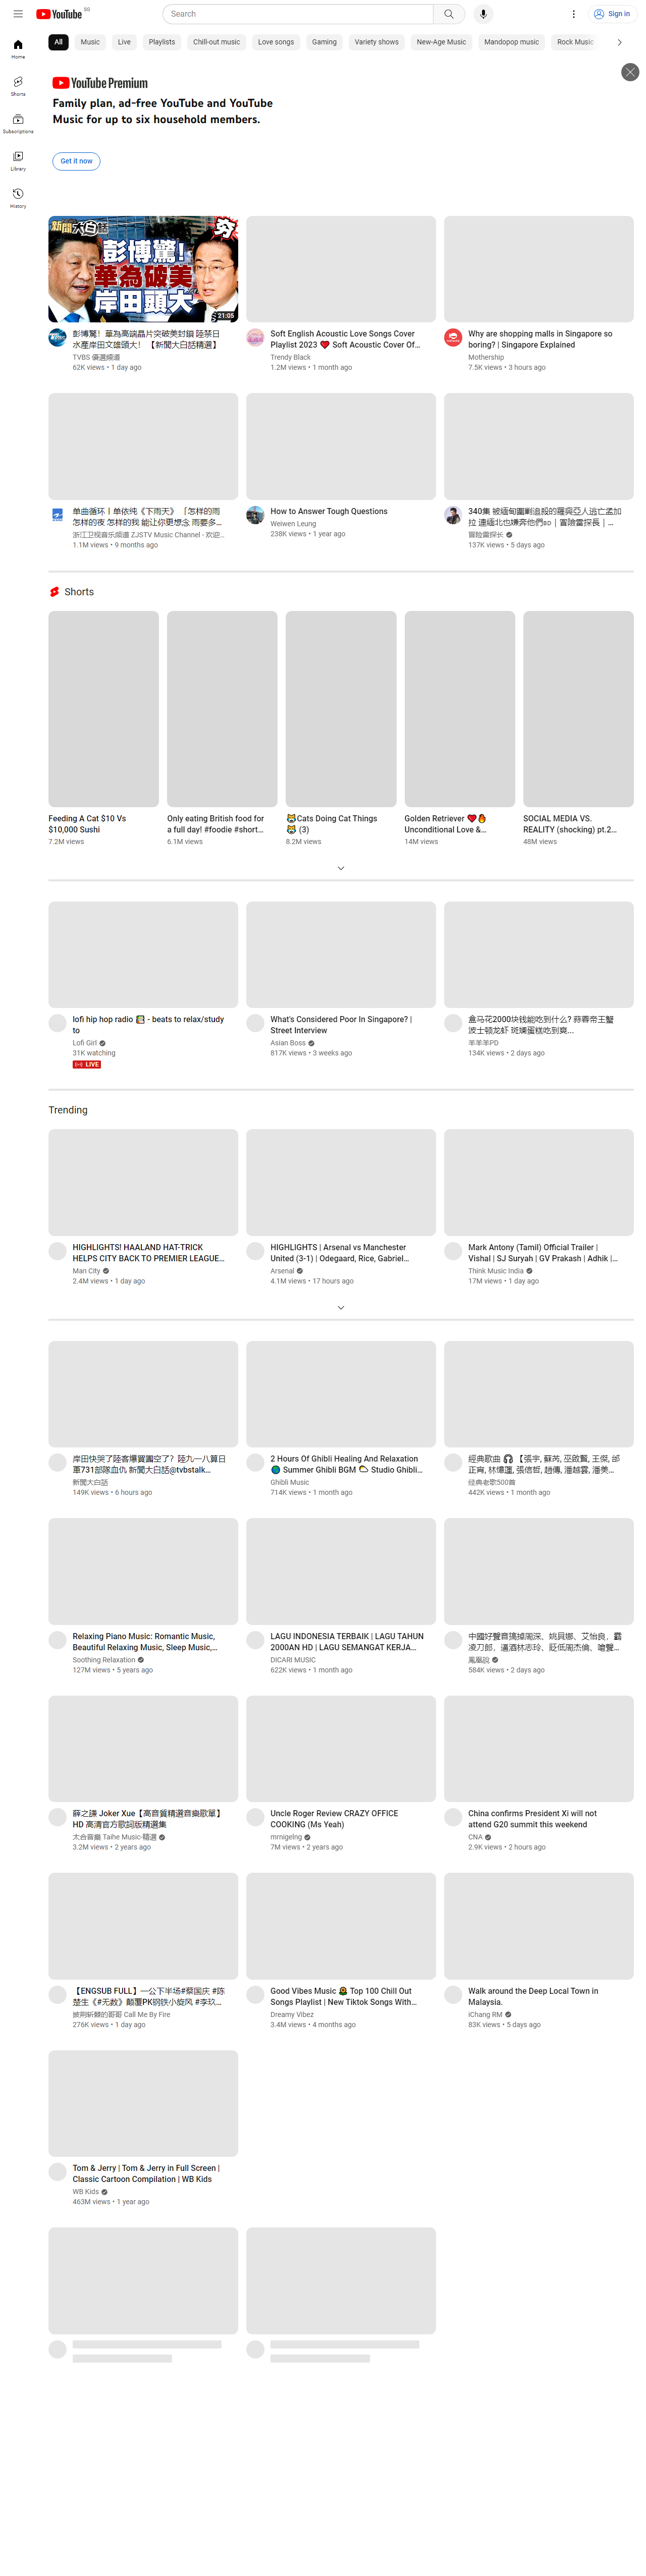 YouTube SG
Search
Sign in
Home
Shorts
Subscriptions
Library
History
All
Music
Live
Playlists
Chill-out music
Love songs
Gaming
Variety shows
New-Age Music
Mandopop music
Rock Music
YouTube Premium
Family plan, ad-free YouTube and YouTube
Music for up to six household members.
Get it now
新聞大白話
彭博驚!
華為破美
岸田頭大
21:05
彭博驚！華為高端晶片突破美封鎖 陸禁日
水產岸田文雄頭大！ 【新聞大白話精選】
TVBS 優選頻道
62K views • 1 day ago
Soft English Acoustic Love Songs Cover
Playlist 2023 ❤️ Soft Acoustic Cover Of...
Trendy Black
1.2M views • 1 month ago
Why are shopping malls in Singapore so
boring? | Singapore Explained
Mothership
7.5K views • 3 hours ago
单曲循环丨单依纯《下雨天》「怎样的雨
怎样的夜 怎样的我 能让你更想念 雨要多...
浙江卫视音乐频道 ZJSTV Music Channel - 欢迎...
1.1M views • 9 months ago
How to Answer Tough Questions
Weiwen Leung
238K views • 1 year ago
340集 被緬甸圍剿追殺的羅興亞人逃亡孟加
拉 連緬北也嫌弃他們BD｜冒險雷探長｜...
冒险雷探长
137K views • 5 days ago
Shorts
Feeding A Cat $10 Vs
$10,000 Sushi
7.2M views
Only eating British food for
a full day! #foodie #short...
6.1M views
😹Cats Doing Cat Things
😹 (3)
8.2M views
Golden Retriever ❤️🔥
Unconditional Love &...
14M views
SOCIAL MEDIA VS.
REALITY (shocking) pt.2...
48M views
lofi hip hop radio 📚 - beats to relax/study
to
Lofi Girl
31K watching
LIVE
What's Considered Poor In Singapore? |
Street Interview
Asian Boss
817K views • 3 weeks ago
盒马花2000块钱能吃到什么? 蒜蓉帝王蟹
波士顿龙虾 斑斓蛋糕吃到爽...
羊羊羊PD
134K views • 2 days ago
Trending
HIGHLIGHTS! HAALAND HAT-TRICK
HELPS CITY BACK TO PREMIER LEAGUE...
Man City
2.4M views • 1 day ago
HIGHLIGHTS | Arsenal vs Manchester
United (3-1) | Odegaard, Rice, Gabriel...
Arsenal
4.1M views • 17 hours ago
Mark Antony (Tamil) Official Trailer |
Vishal | SJ Suryah | GV Prakash | Adhik |...
Think Music India
17M views • 1 day ago
岸田快哭了陸客爆買團空了？陸九一八算日
軍731部隊血仇 新聞大白話@tvbstalk...
新聞大白話
149K views • 6 hours ago
2 Hours Of Ghibli Healing And Relaxation
🌏 Summer Ghibli BGM 🌤 Studio Ghibli...
Ghibli Music
714K views • 1 month ago
經典歌曲 🎧 【張宇, 蘇芮, 巫啟賢, 王傑, 邰
正宵, 林憶蓮, 張信哲, 趙傳, 潘越雲, 潘美...
经典老歌500首
442K views • 1 month ago
Relaxing Piano Music: Romantic Music,
Beautiful Relaxing Music, Sleep Music,...
Soothing Relaxation
127M views • 5 years ago
LAGU INDONESIA TERBAIK | LAGU TAHUN
2000AN HD | LAGU SEMANGAT KERJA...
DICARI MUSIC
622K views • 1 month ago
中國好聲音搞掉周深、姚貝娜、艾怡良，霸
凌刀郎，灌酒林志玲、貶低周杰倫、嗆聲...
鳳凰說
584K views • 2 days ago
薛之謙 Joker Xue【高音質精選音樂歌單】
HD 高清官方歌詞版精選集
太合音樂 Taihe Music-精選
3.2M views • 2 years ago
Uncle Roger Review CRAZY OFFICE
COOKING (Ms Yeah)
mrnigelng
7M views • 2 years ago
China confirms President Xi will not
attend G20 summit this weekend
CNA
2.9K views • 2 hours ago
【ENGSUB FULL】一公下半场#蔡国庆 #陈
楚生《#无数》颠覆PK钢铁小旋风 #李玖...
披荆斩棘的哥哥 Call Me By Fire
276K views • 1 day ago
Good Vibes Music 🌻 Top 100 Chill Out
Songs Playlist | New Tiktok Songs With...
Dreamy Vibez
3.4M views • 4 months ago
Walk around the Deep Local Town in
Malaysia.
iChang RM
83K views • 5 days ago
Tom & Jerry | Tom & Jerry in Full Screen |
Classic Cartoon Compilation | WB Kids
WB Kids
463M views • 1 year ago